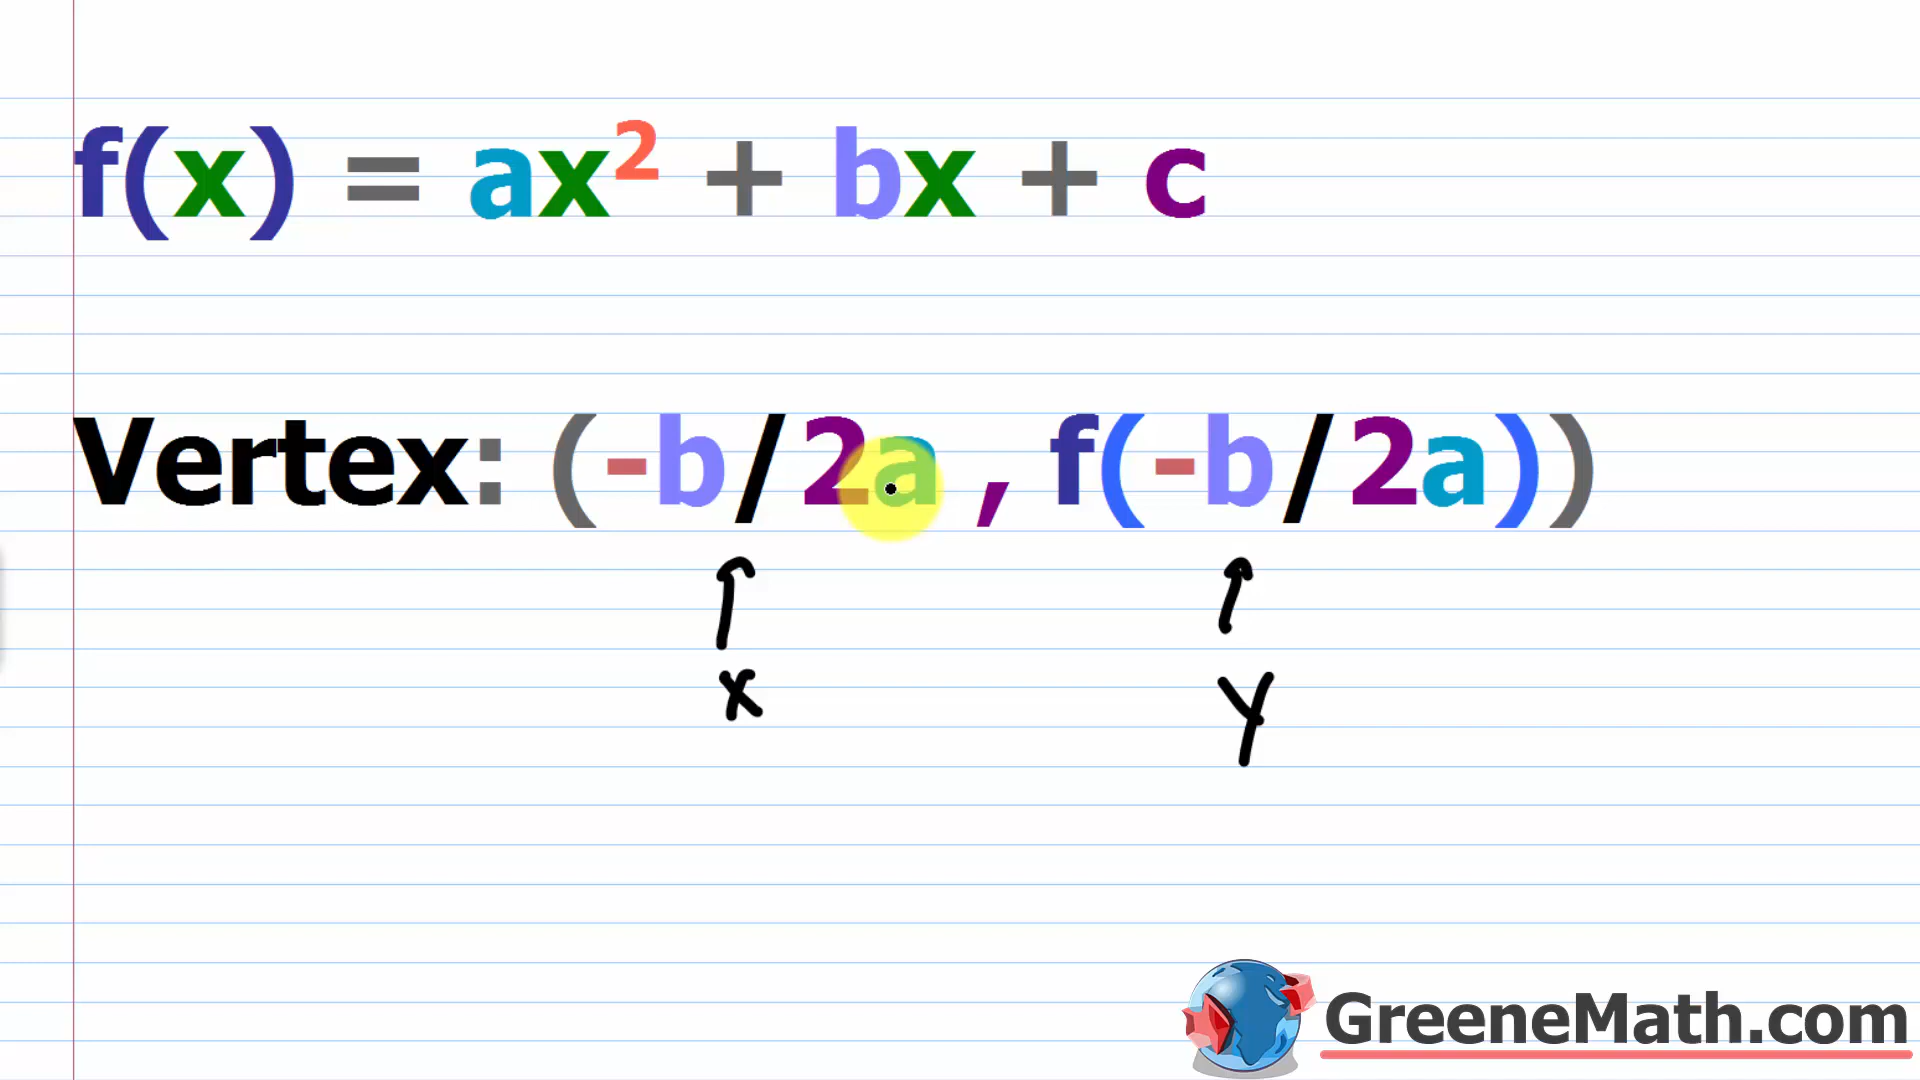 f(x) = ax² + bx + c
Vertex: (-b/2a , f(-b/2a))
x
y
GreeneMath.com